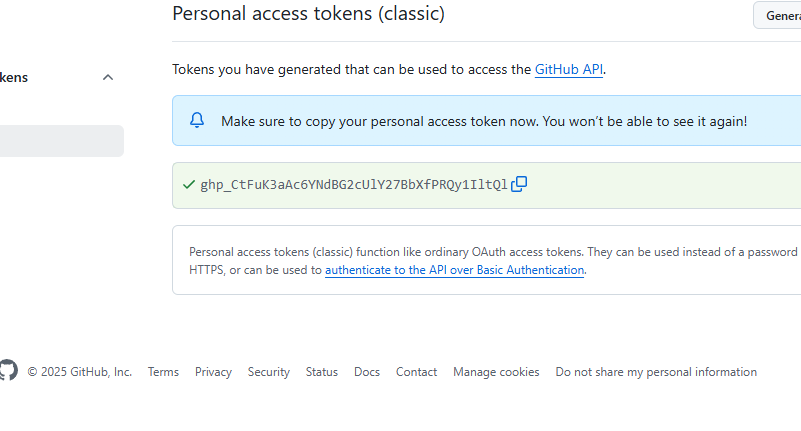 Personal access tokens (classic)
Genera
kens
Tokens you have generated that can be used to access the GitHub API.
Make sure to copy your personal access token now. You won't be able to see it again!
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
Personal access tokens (classic) function like ordinary OAuth access tokens. They can be used instead of a password
HTTPS, or can be used to authenticate to the API over Basic Authentication.
© 2025 GitHub, Inc. Terms Privacy Security Status Docs Contact Manage cookies Do not share my personal information